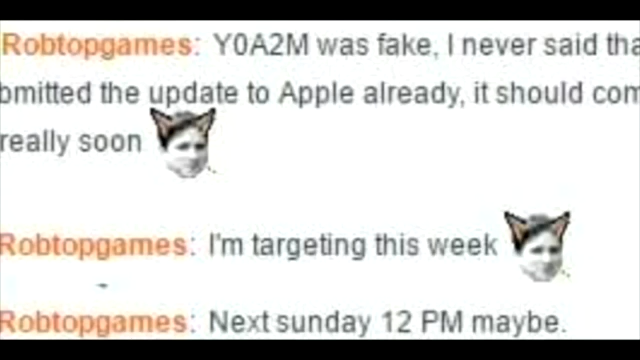 Robtopgames: Y0A2M was fake, I never said tha
bmitted the update to Apple already, it should com
really soon
Robtopgames: I'm targeting this week
Robtopgames: Next sunday 12 PM maybe.